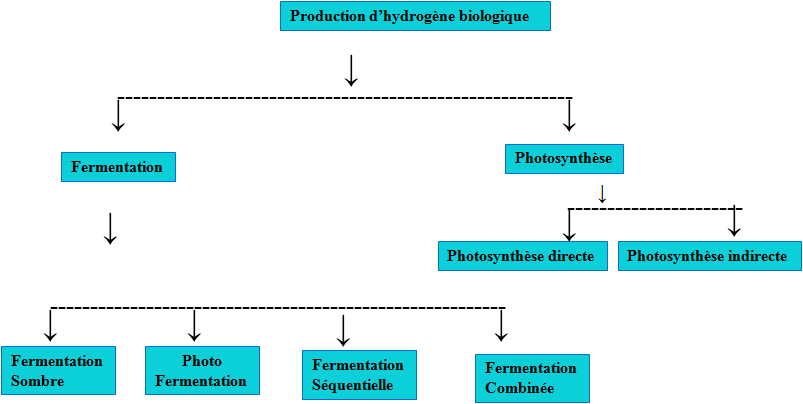 Production d'hydrogène biologique
Fermentation
Photosynthèse
Photosynthèse directe
Photosynthèse indirecte
Fermentation
Sombre
Photo
Fermentation
Fermentation
Séquentielle
Fermentation
Combinée